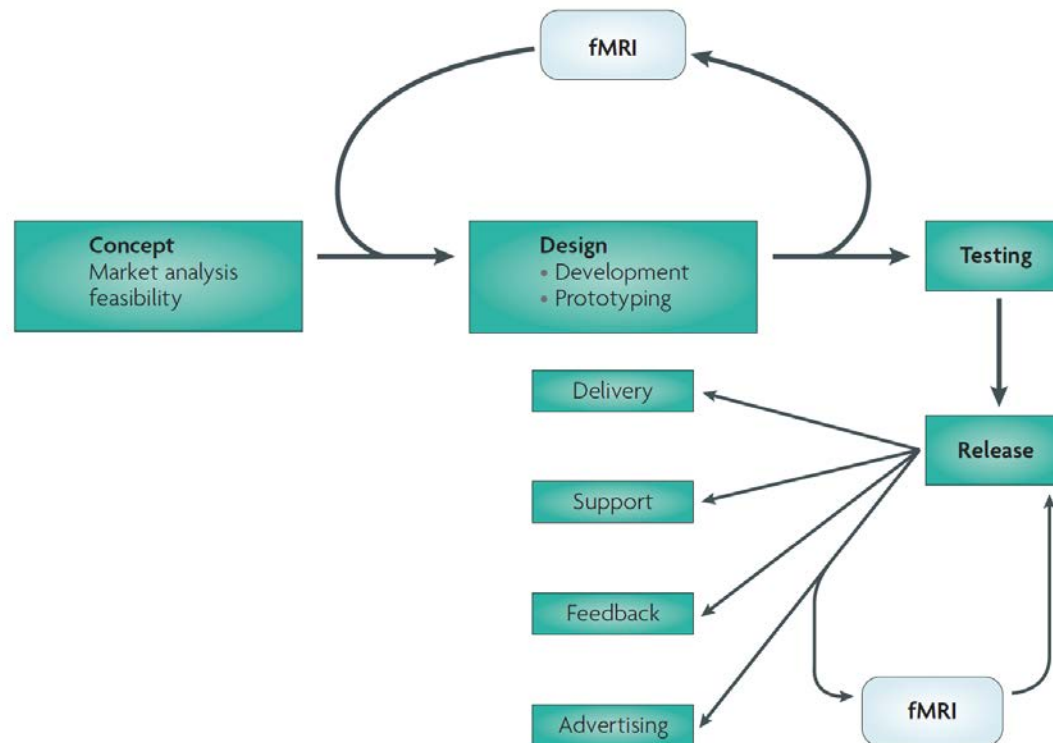 fMRI
Concept
Market analysis
feasibility
Design
• Development
• Prototyping
Testing
Delivery
Release
Support
Feedback
fMRI
Advertising